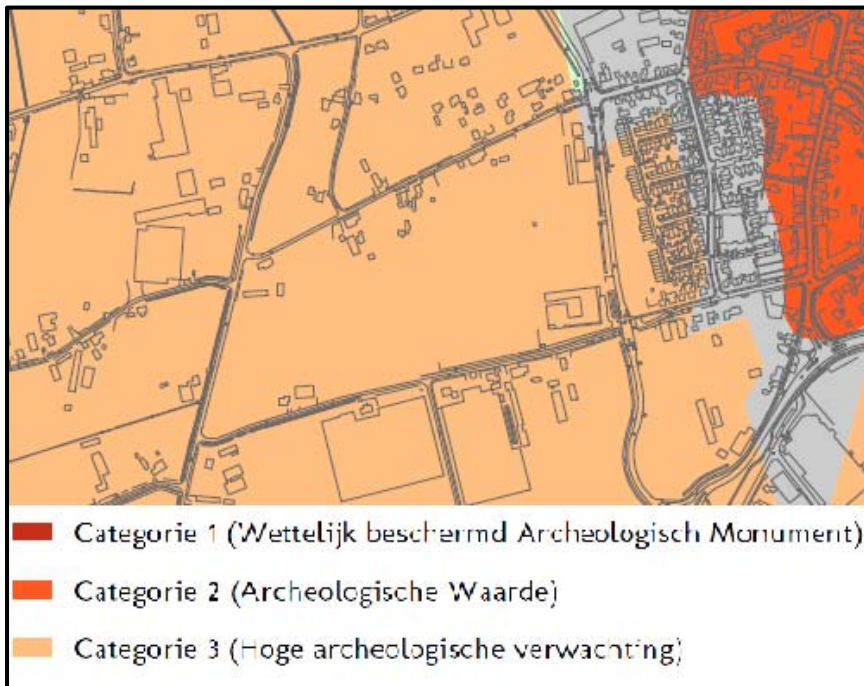 Categorie 1 (Wettelijk beschermd Archeologisch Monument)
Categorie 2 (Archeologische Waarde)
Categorie 3 (Hoge archeologische verwachting)